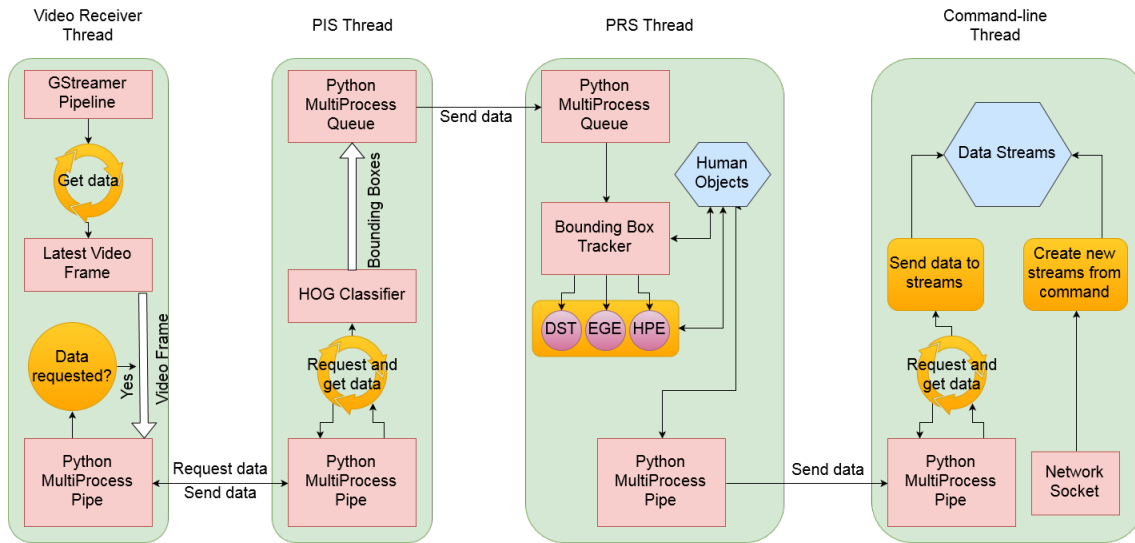 Video Receiver
Thread
PIS Thread
PRS Thread
Command-line
Thread
GStreamer
Pipeline
Get data
Latest Video
Frame
Data
requested?
Yes
Video Frame
Python
MultiProcess
Pipe
Request data
Send data
Python
MultiProcess
Queue
Bounding Boxes
HOG Classifier
Request and
get data
Python
MultiProcess
Pipe
Send data
Python
MultiProcess
Queue
Human
Objects
Bounding Box
Tracker
DST
EGE
HPE
Python
MultiProcess
Pipe
Send data
Data Streams
Send data to
streams
Create new
streams from
command
Request and
get data
Python
MultiProcess
Pipe
Network
Socket